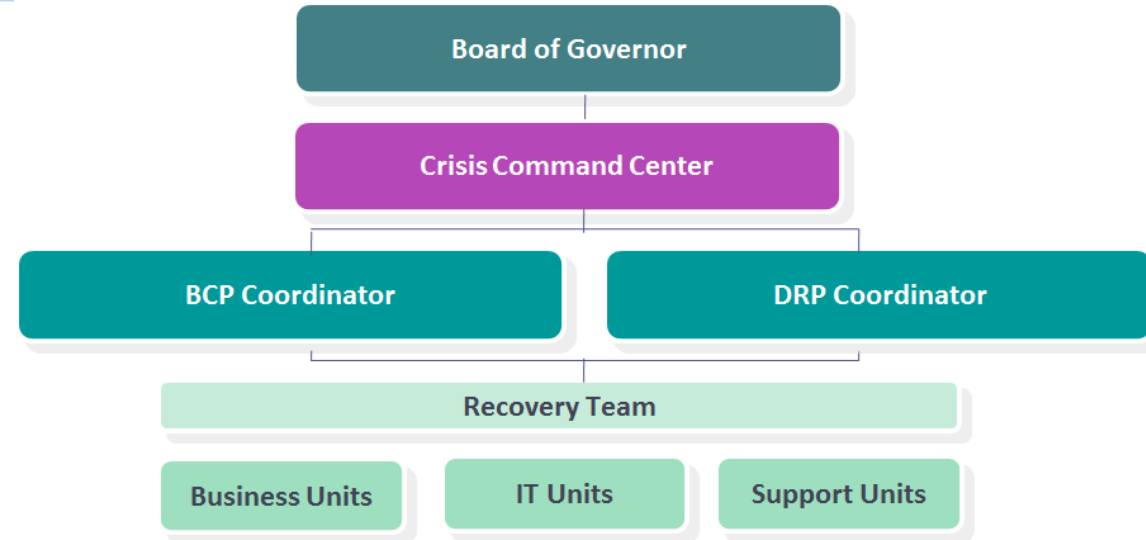 Board of Governor
Crisis Command Center
BCP Coordinator
DRP Coordinator
Recovery Team
Business Units
IT Units
Support Units